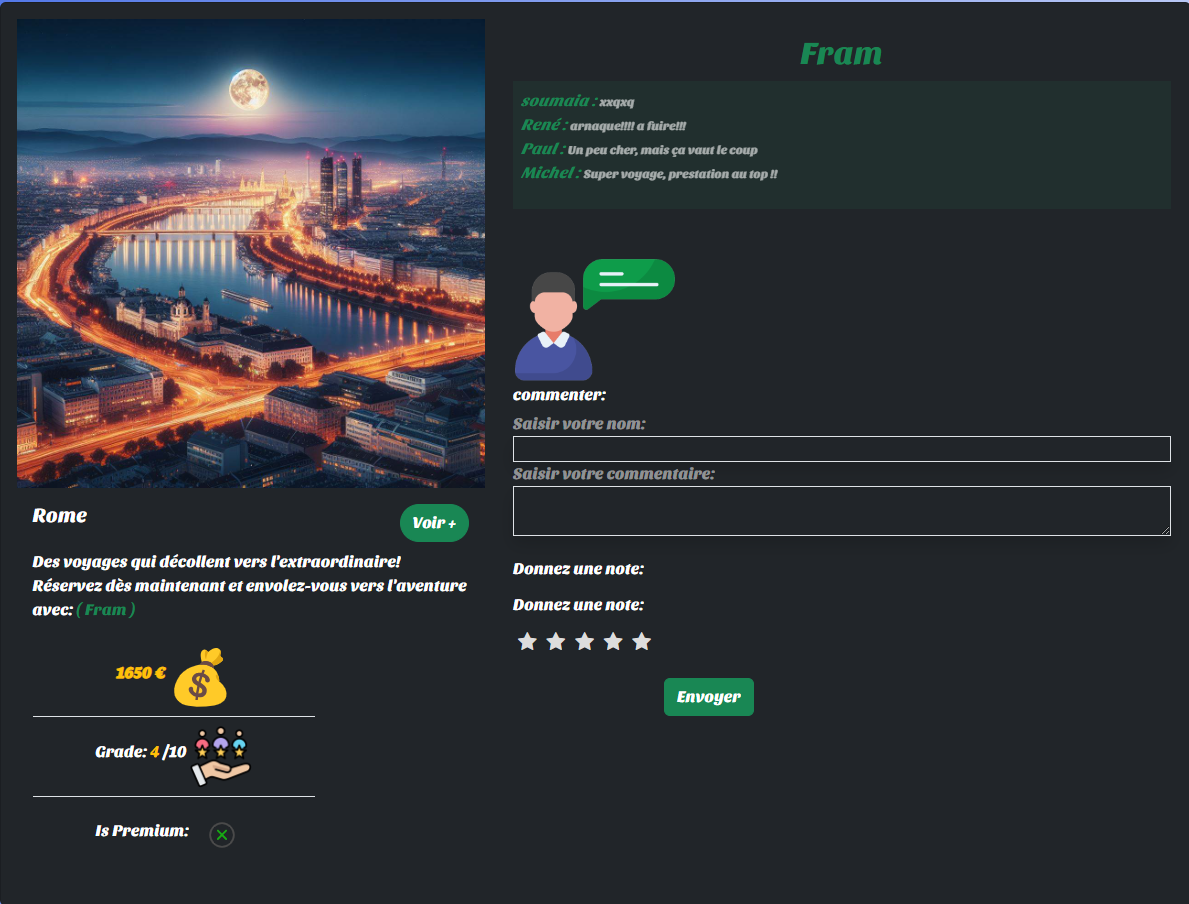 Rome
Voir +
Des voyages qui décollent vers l'extraordinaire!
Réservez dès maintenant et envolez-vous vers l'aventure
avec: ( Fram )
1650 €
$
Grade: 4 /10
Is Premium:
Fram
soumaia : xxqxq
René : arnaque!!!! a fuire!!!
Paul : Un peu cher, mais ça vaut le coup
Michel : Super voyage, prestation au top !!
commenter:
Saisir votre nom:
Saisir votre commentaire:
Donnez une note:
Donnez une note:
Envoyer